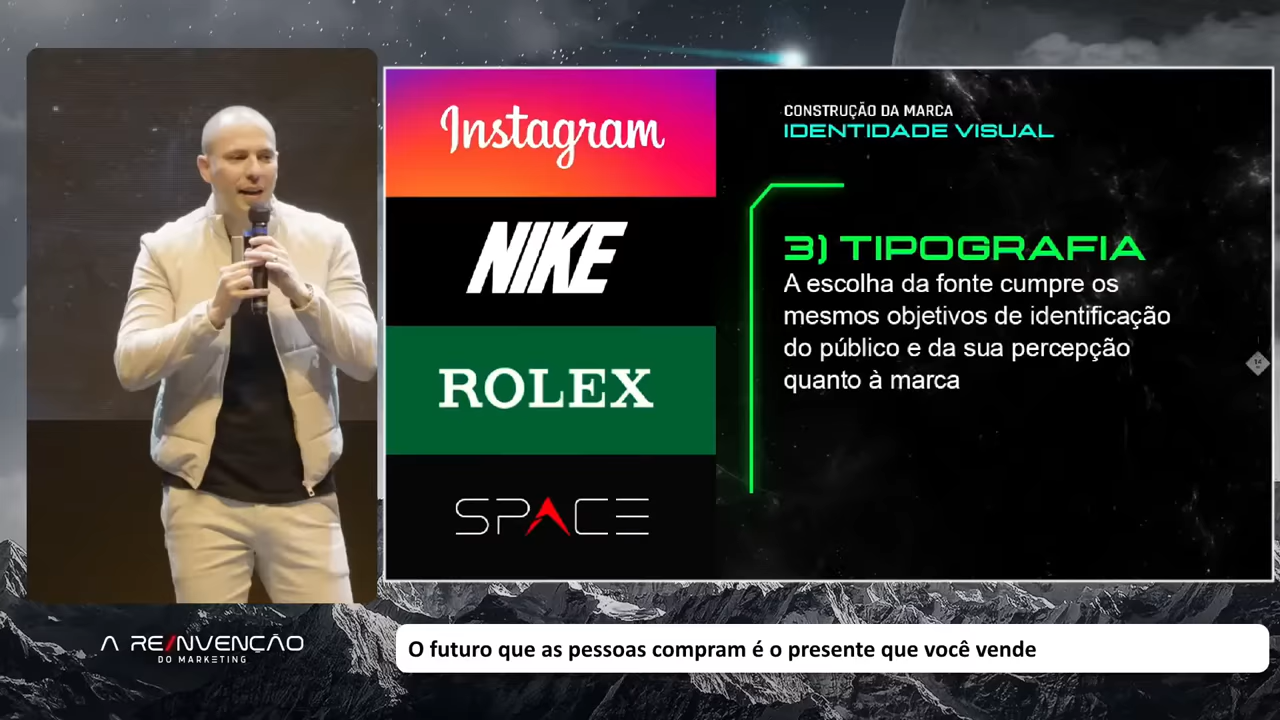 Instagram
NIKE
ROLEX
SPACE
CONSTRUÇÃO DA MARCA
IDENTIDADE VISUAL
3) TIPOGRAFIA
A escolha da fonte cumpre os
mesmos objetivos de identificação
do público e da sua percepção
quanto à marca
A RE/NVENÇÃO
DO MARKETING
O futuro que as pessoas compram é o presente que você vende